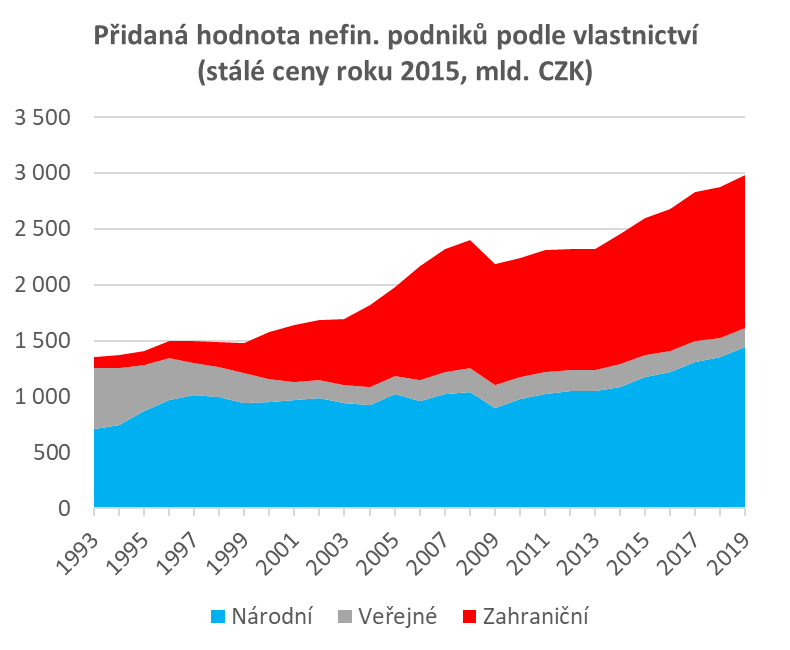 Přidaná hodnota nefin. podniků podle vlastnictví
(stálé ceny roku 2015, mld. CZK)
3 500
3 000
2 500
2 000
1 500
1 000
500
0
1993 1995 1997 1999 2001 2003 2005 2007 2009 2011 2013 2015 2017 2019
Národní Veřejné Zahraniční